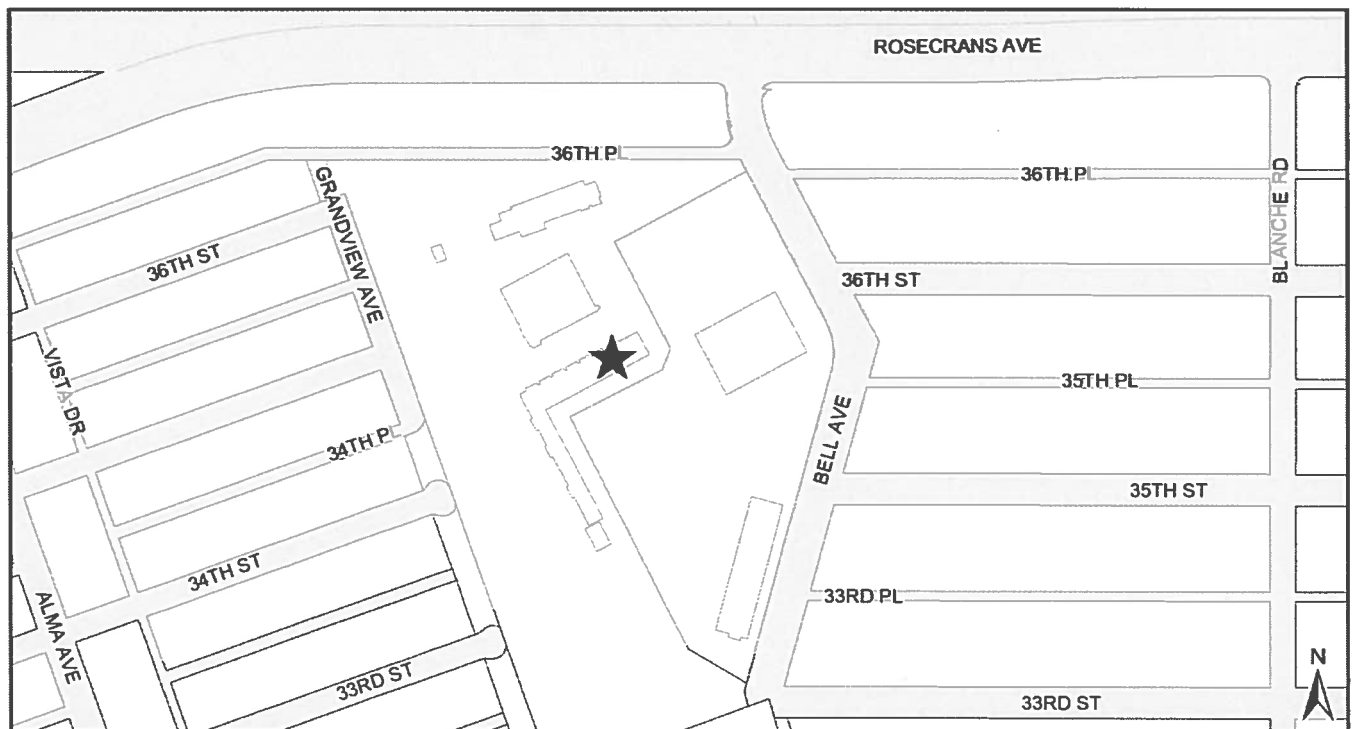 ROSECRANS AVE
36TH PL
36TH PL
GRANDVIEW AVE
BLANCHE RD
36TH ST
36TH ST
VISTA DR
35TH PL
34TH P
BELL AVE
35TH ST
34TH ST
33RD PL
ALMA AVE
33RD ST
N
33RD ST